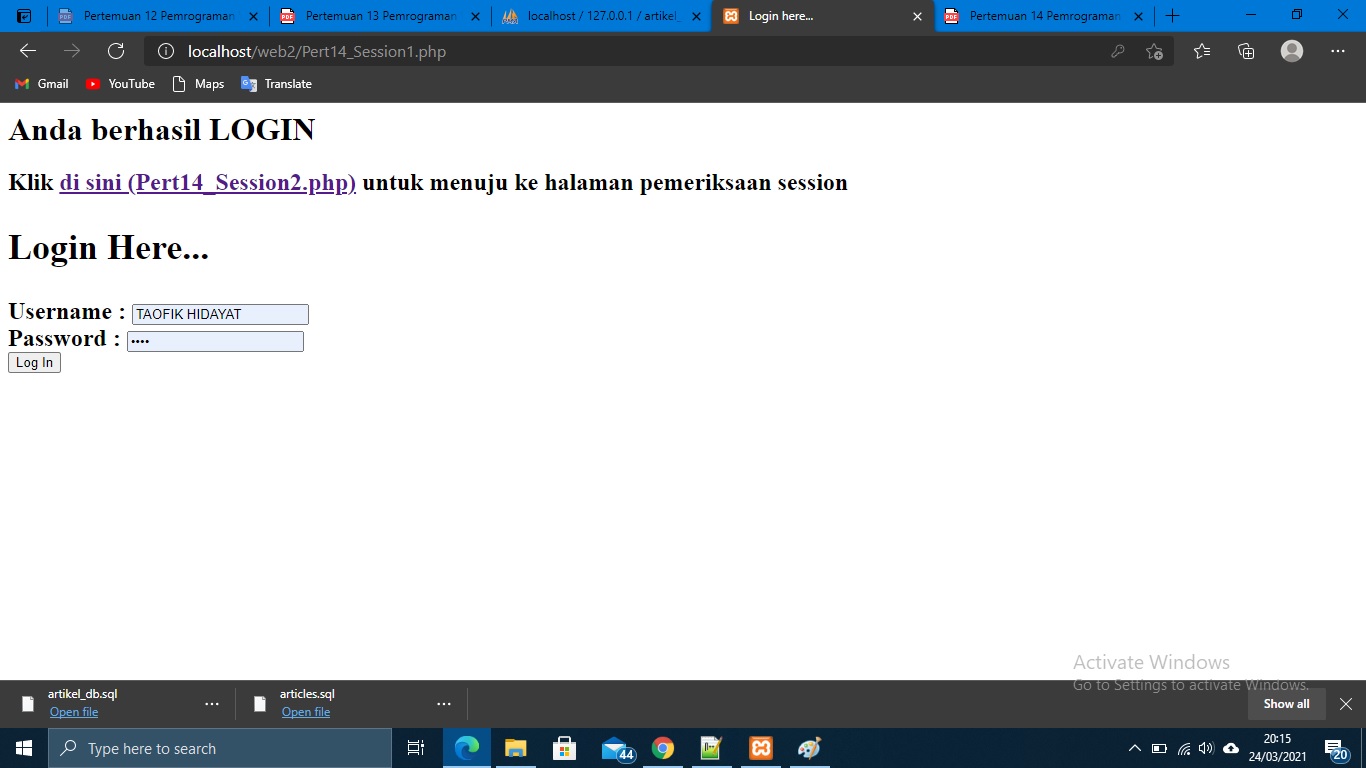 Pertemuan 12 Pemrograman
Pertemuan 13 Pemrograman
localhost / 127.0.0.1 / artikel_
Login here...
Pertemuan 14 Pemrograman
localhost/web2/Pert14_Session1.php
Gmail
YouTube
Maps
Translate
Anda berhasil LOGIN
Klik di sini (Pert14_Session2.php) untuk menuju ke halaman pemeriksaan session
Login Here...
Username : TAOFIK HIDAYAT
Password : ••••
Log In
Activate Windows
Go to Settings to activate Windows.
artikel_db.sql
Open file
articles.sql
Open file
Show all
Type here to search
44
20:15
24/03/2021
20